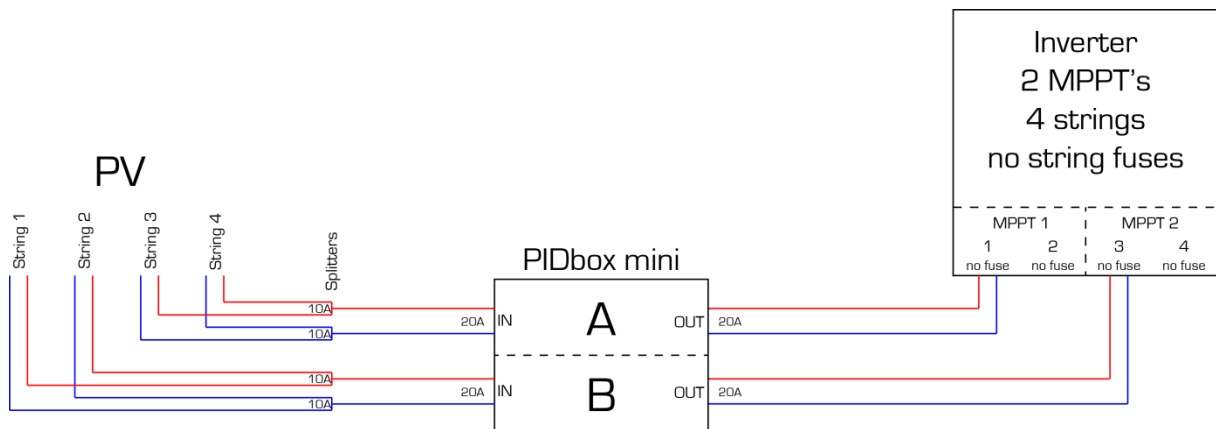 Inverter
2 MPPT's
4 strings
no string fuses
MPPT 1
MPPT 2
1
2
3
4
no fuse
no fuse
no fuse
no fuse
PV
String 1
String 2
String 3
String 4
Splitters
10A
10A
10A
10A
PIDbox mini
20A
IN
A
OUT
20A
20A
IN
B
OUT
20A